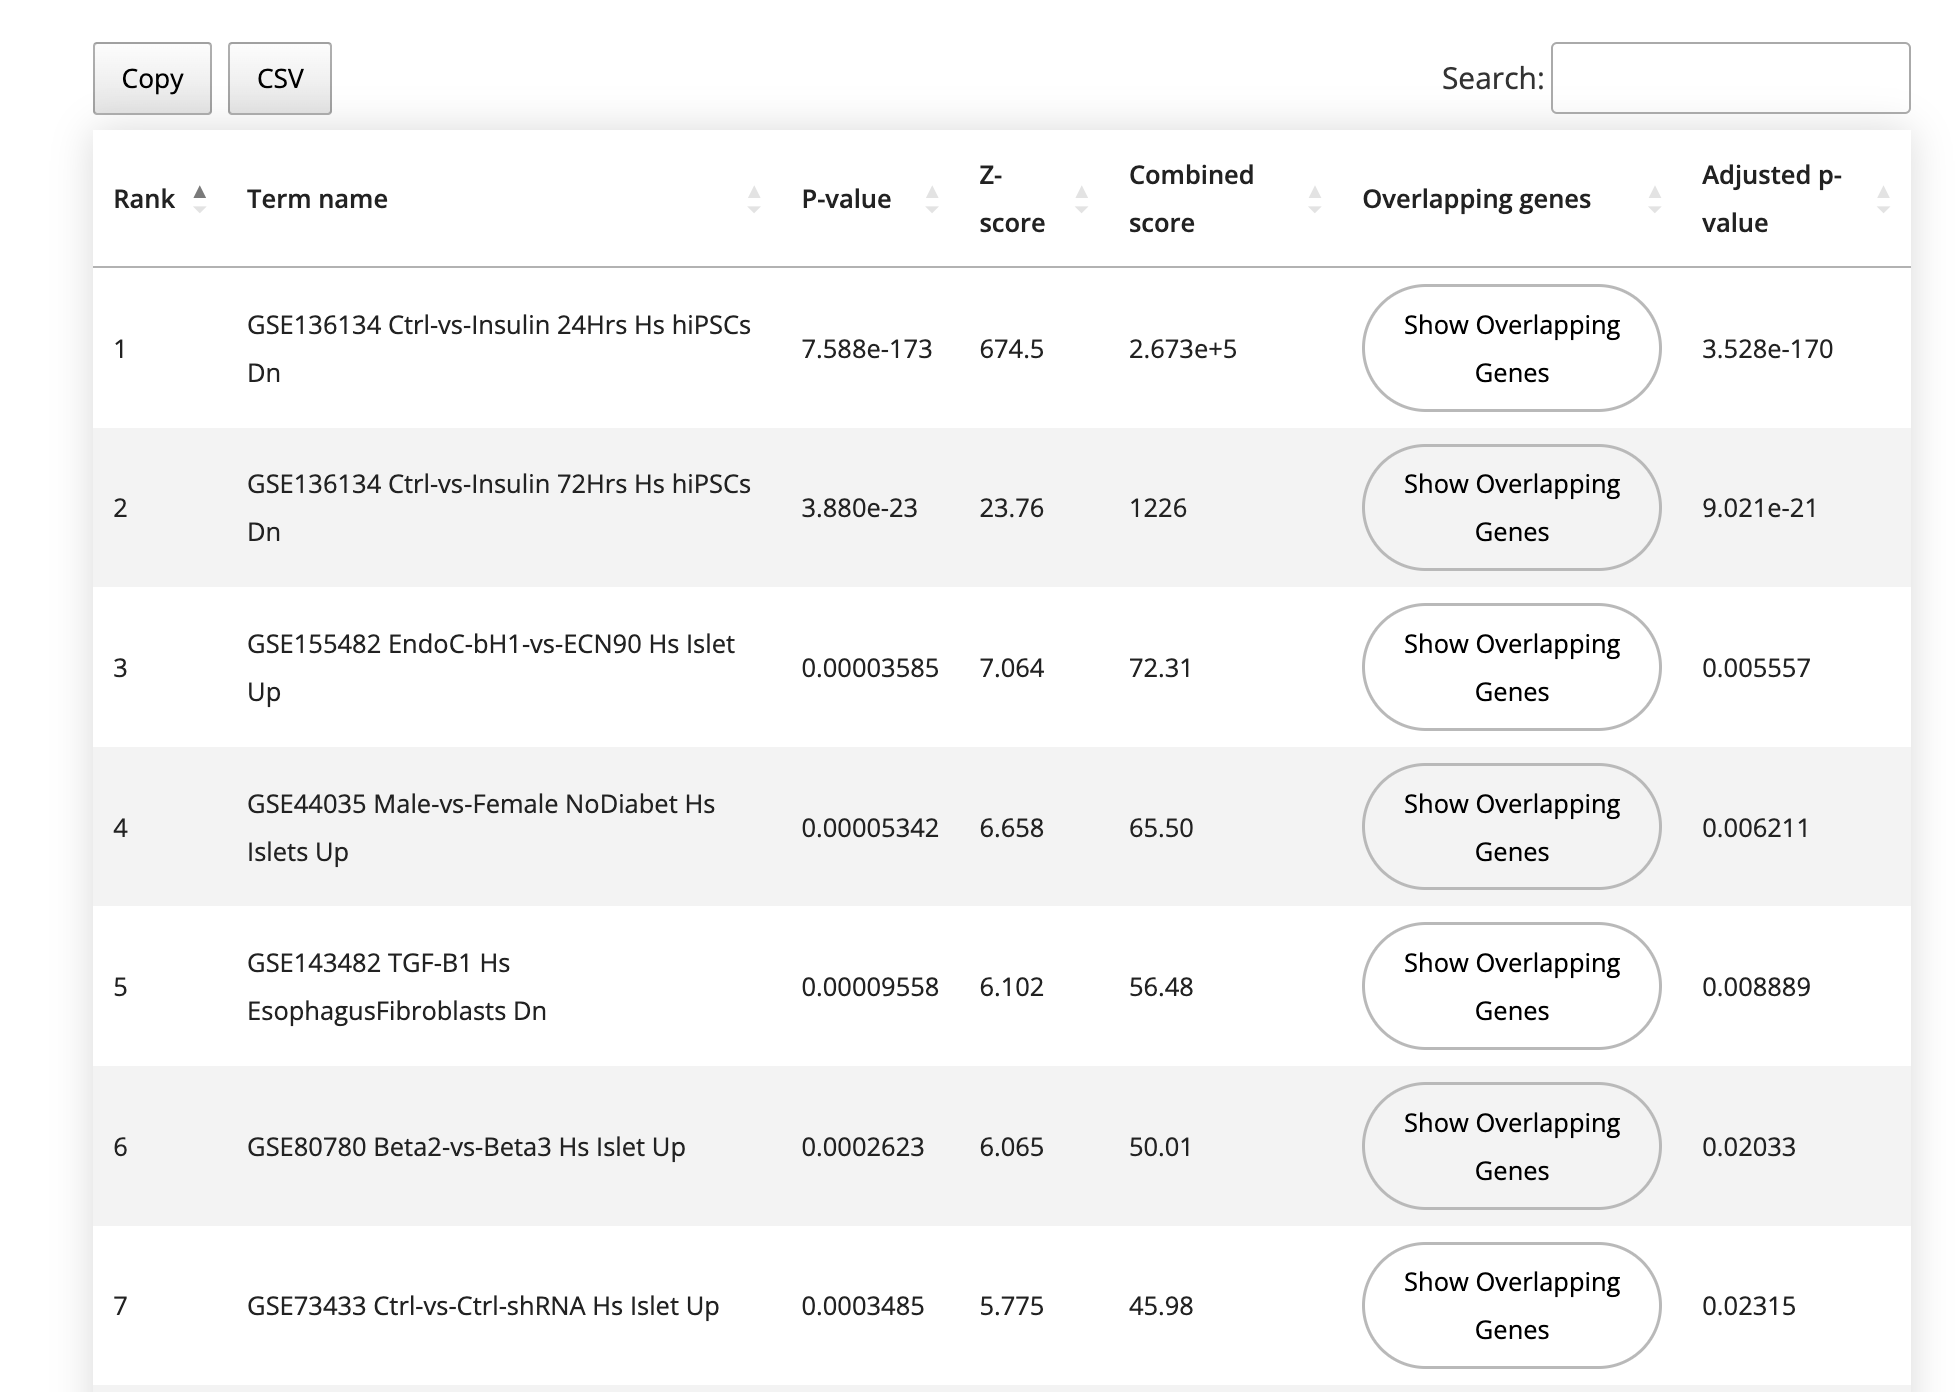 Copy CSV Search:
Rank Term name P-value Z-score Combined score Overlapping genes Adjusted p-value
1 GSE136134 Ctrl-vs-Insulin 24Hrs Hs hiPSCs Dn 7.588e-173 674.5 2.673e+5 Show Overlapping Genes 3.528e-170
2 GSE136134 Ctrl-vs-Insulin 72Hrs Hs hiPSCs Dn 3.880e-23 23.76 1226 Show Overlapping Genes 9.021e-21
3 GSE155482 EndoC-bH1-vs-ECN90 Hs Islet Up 0.00003585 7.064 72.31 Show Overlapping Genes 0.005557
4 GSE44035 Male-vs-Female NoDiabet Hs Islets Up 0.00005342 6.658 65.50 Show Overlapping Genes 0.006211
5 GSE143482 TGF-B1 Hs EsophagusFibroblasts Dn 0.00009558 6.102 56.48 Show Overlapping Genes 0.008889
6 GSE80780 Beta2-vs-Beta3 Hs Islet Up 0.0002623 6.065 50.01 Show Overlapping Genes 0.02033
7 GSE73433 Ctrl-vs-Ctrl-shRNA Hs Islet Up 0.0003485 5.775 45.98 Show Overlapping Genes 0.02315